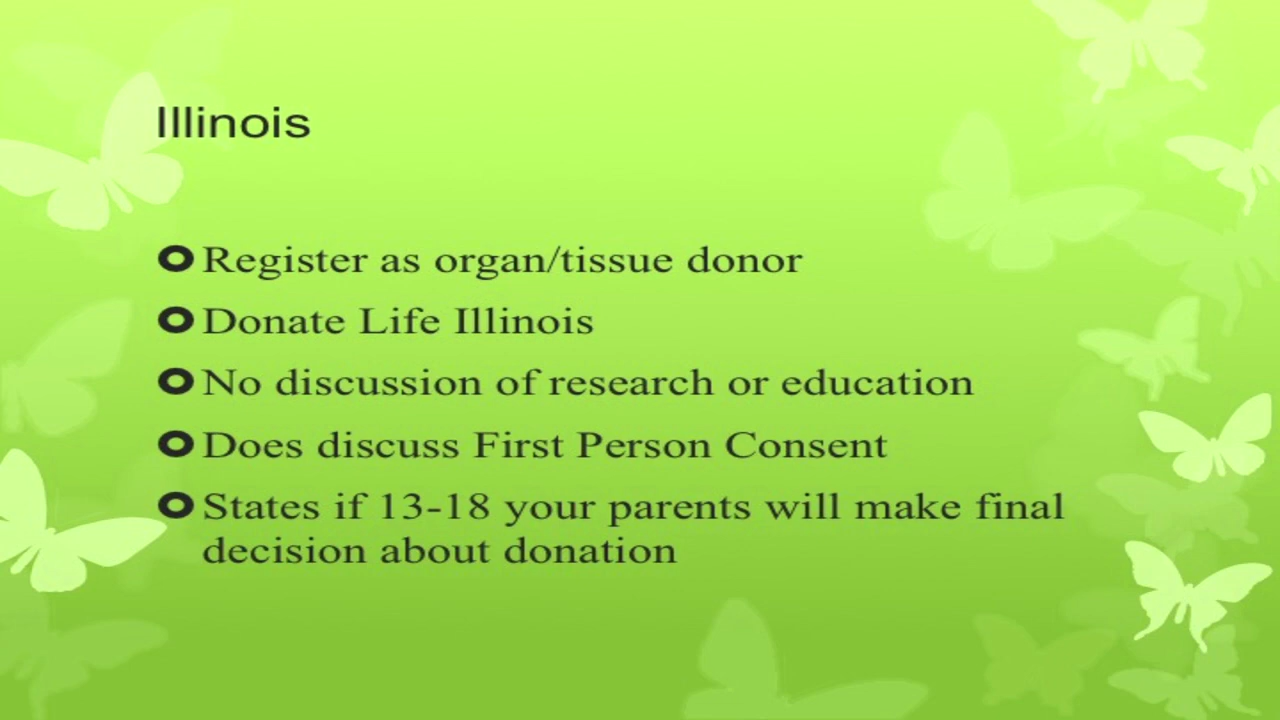 Illinois
Register as organ/tissue donor
Donate Life Illinois
No discussion of research or education
Does discuss First Person Consent
States if 13-18 your parents will make final
decision about donation